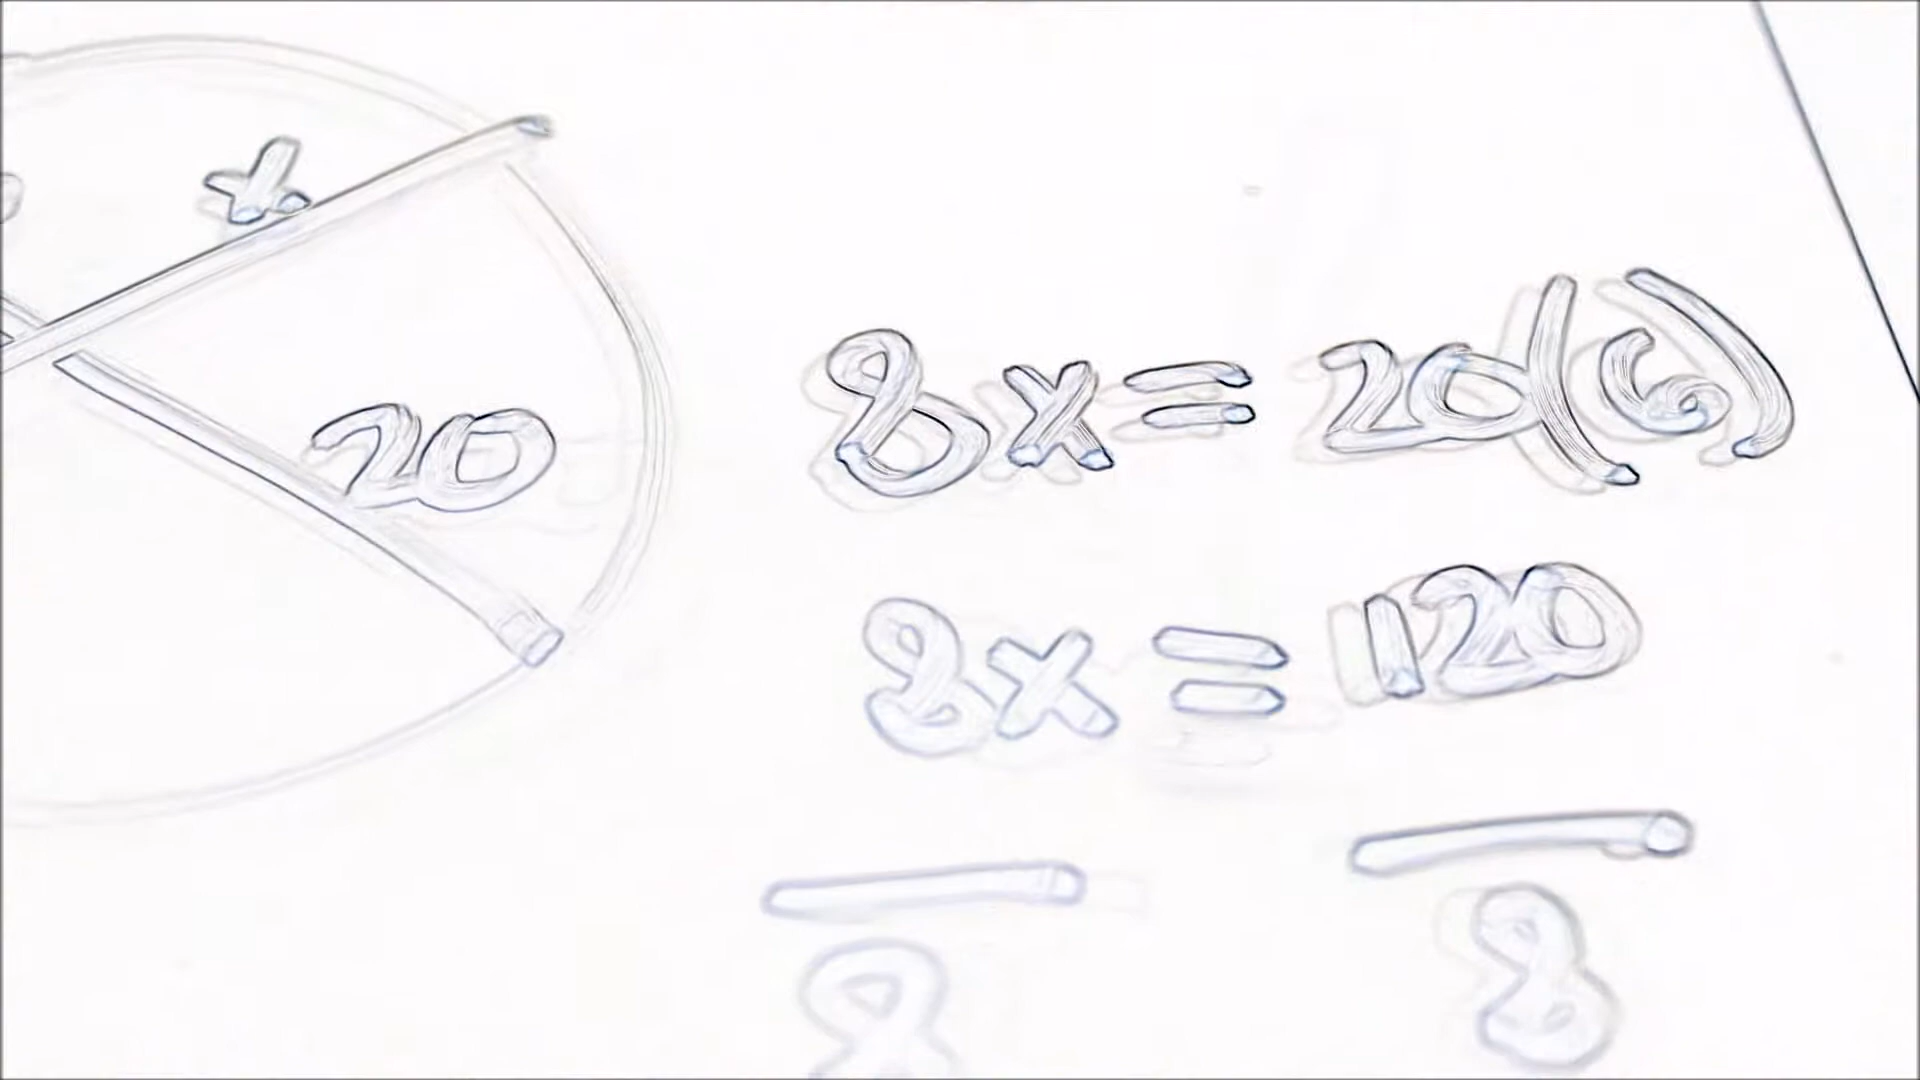 x
20
8x = 20(6)
8x = 120
8 8